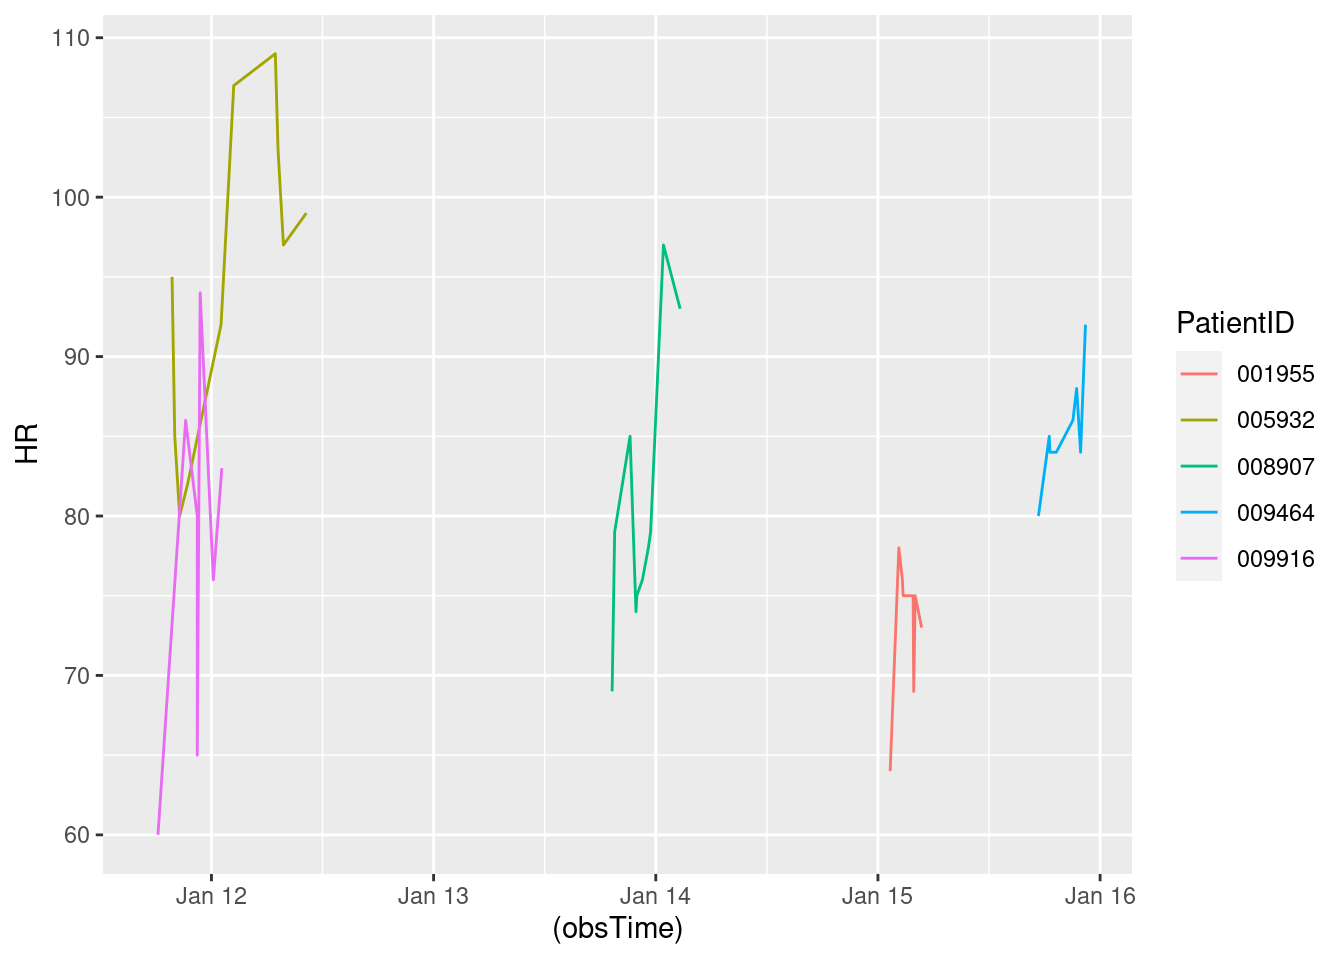 110
100
90
80
70
60
HR
Jan 12
Jan 13
Jan 14
Jan 15
Jan 16
(obsTime)
PatientID
001955
005932
008907
009464
009916